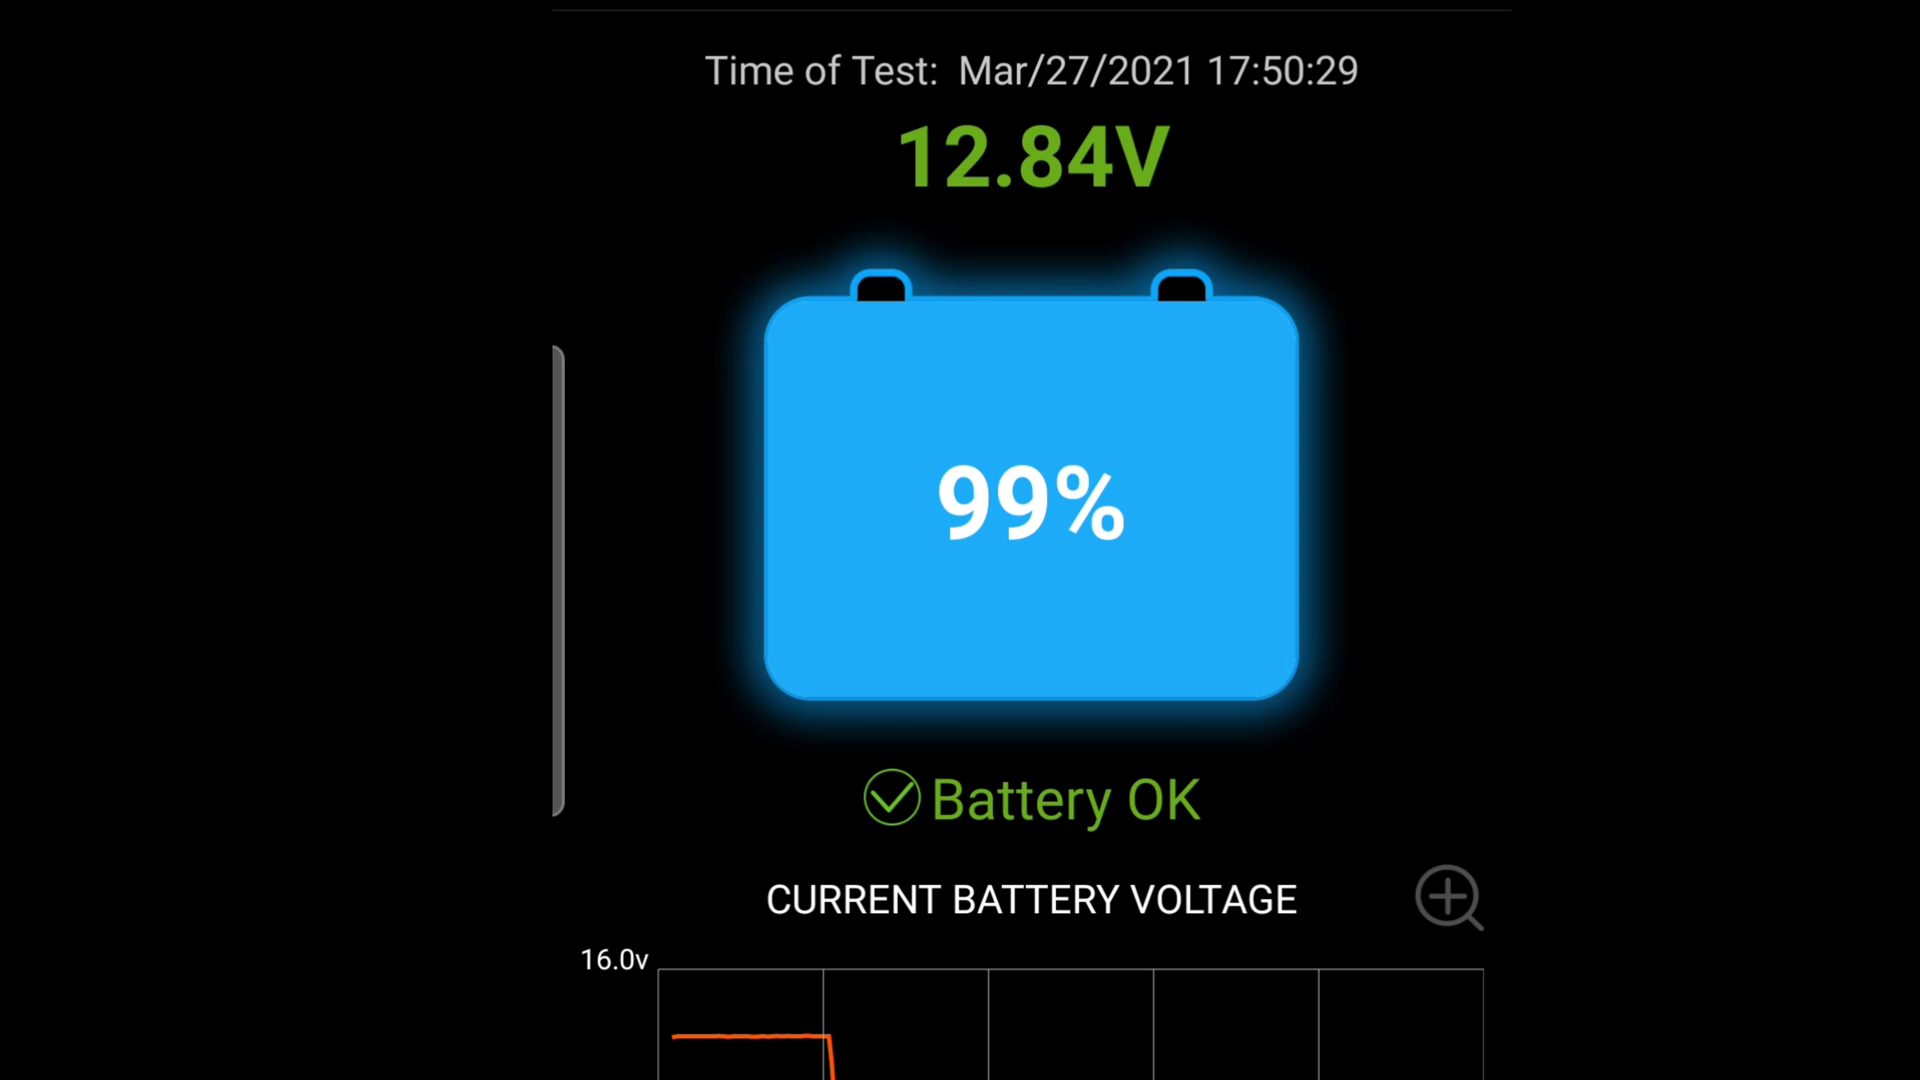 Time of Test: Mar/27/2021 17:50:29
12.84V
99%
Battery OK
CURRENT BATTERY VOLTAGE
16.0v